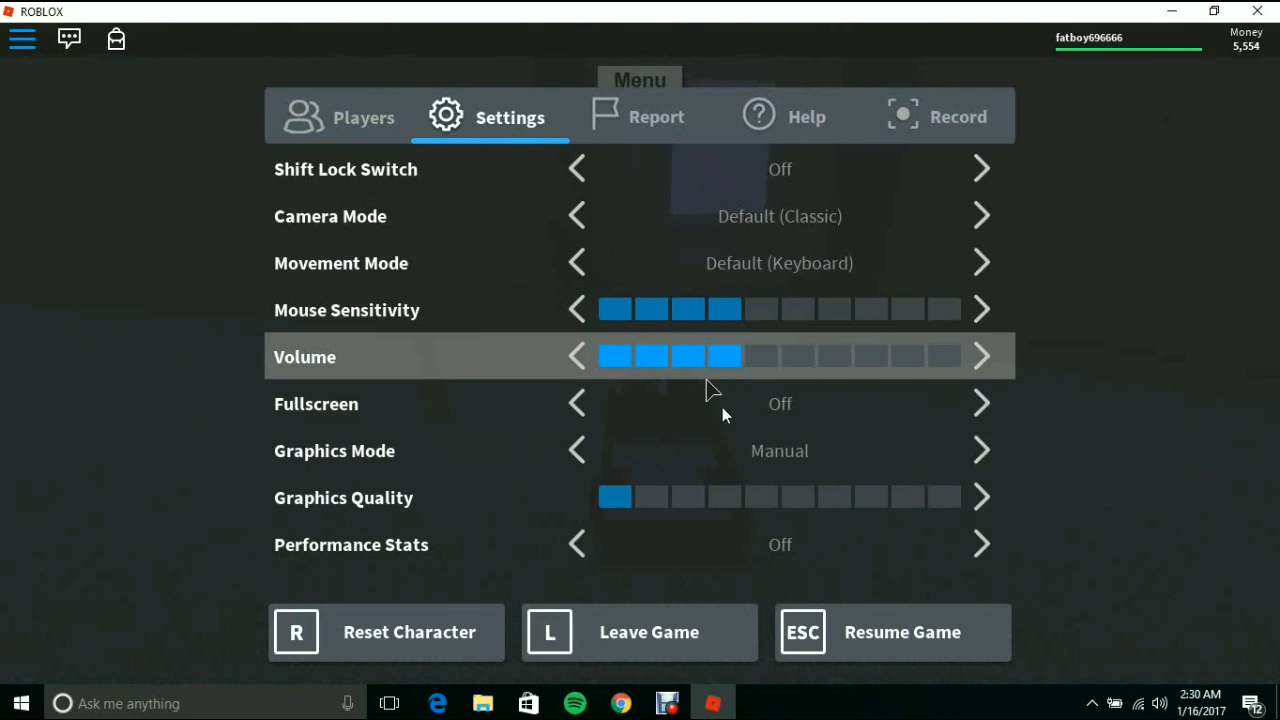 ROBLOX
fatboy696666
Money
5,554
Menu
Players
Settings
Report
Help
Record
Shift Lock Switch
Off
Camera Mode
Default (Classic)
Movement Mode
Default (Keyboard)
Mouse Sensitivity
Volume
Fullscreen
Off
Graphics Mode
Manual
Graphics Quality
Performance Stats
Off
R
Reset Character
L
Leave Game
ESC
Resume Game
Ask me anything
2:30 AM
1/16/2017
12